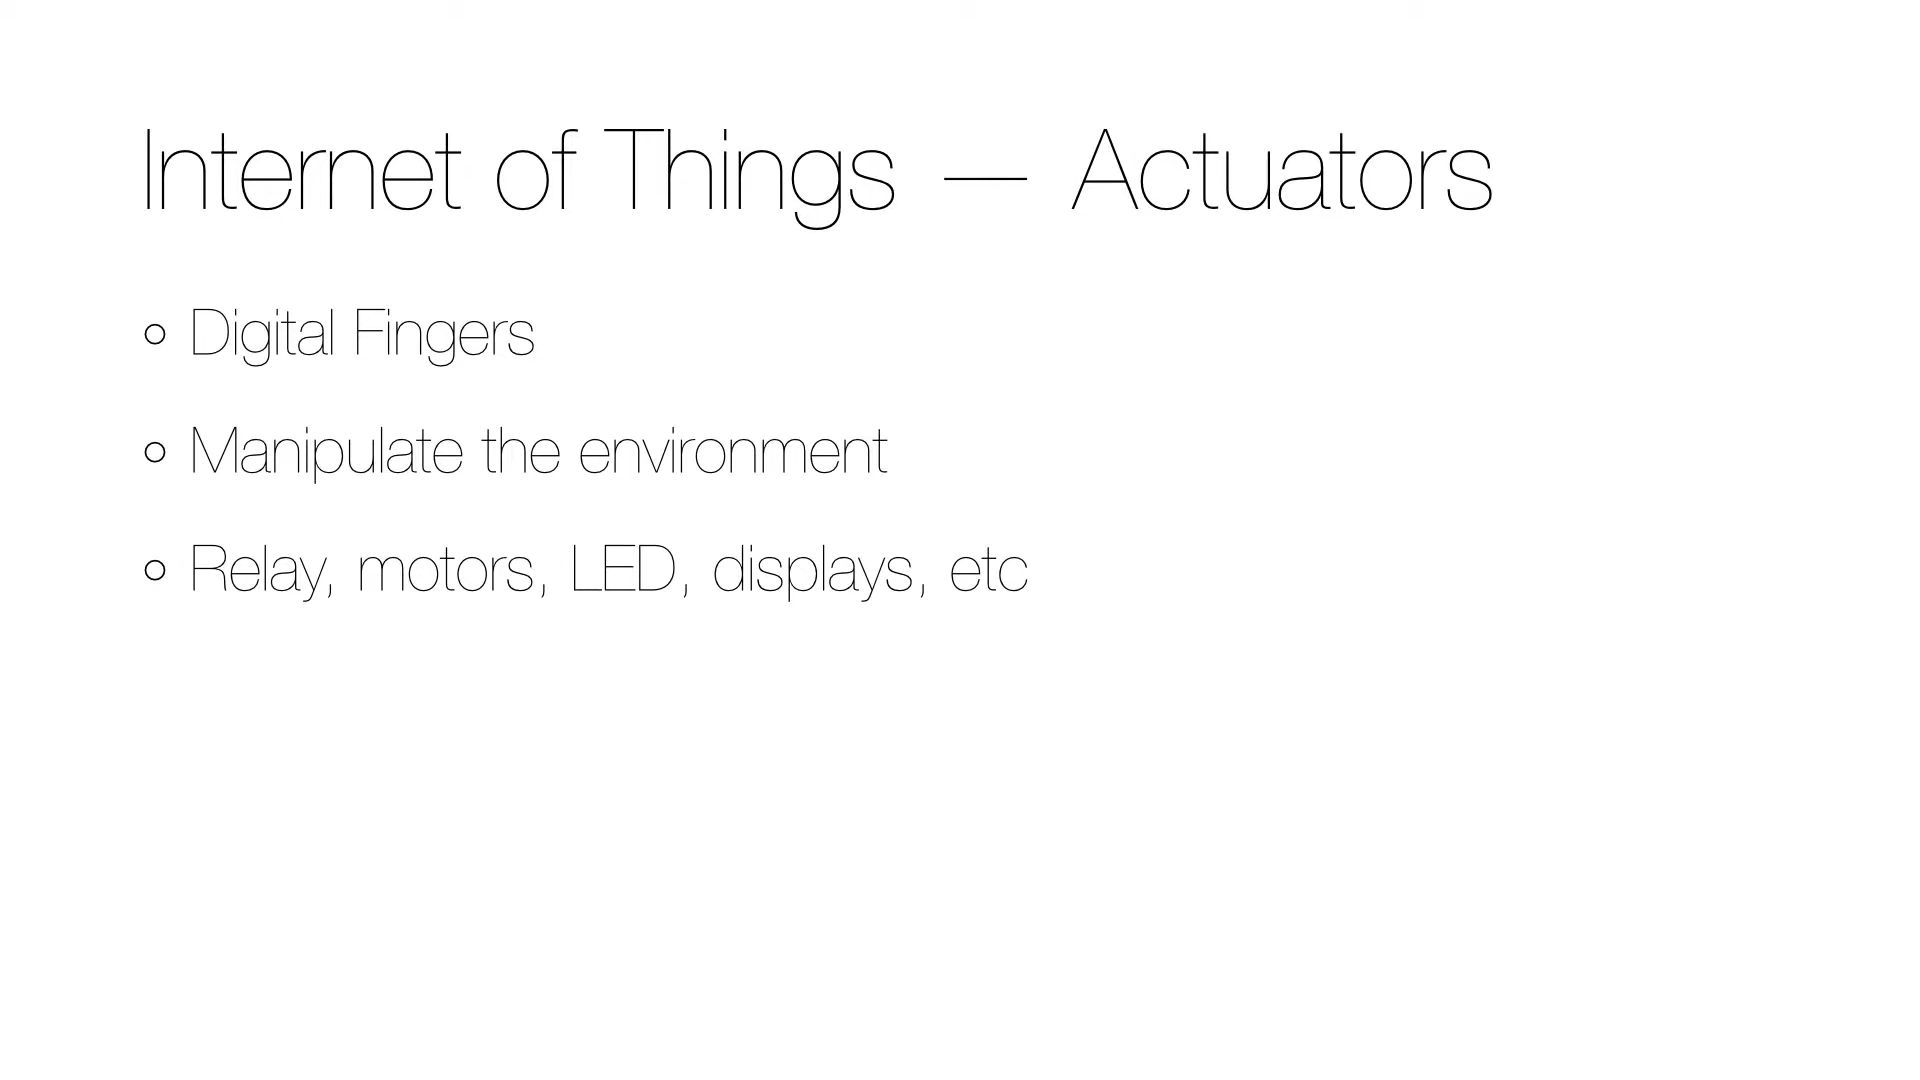 Internet of Things — Actuators
Digital Fingers
Manipulate the environment
Relay, motors, LED, displays, etc